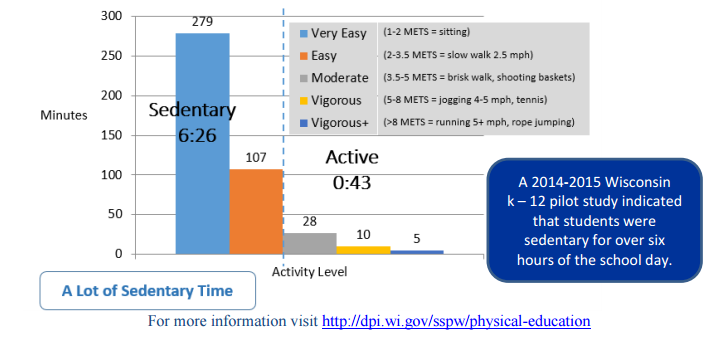 300
250
200
150
100
50
0
Minutes
279
107
28
10
5
Sedentary
6:26
Active
0:43
Very Easy (1-2 METS = sitting)
Easy (2-3.5 METS = slow walk 2.5 mph)
Moderate (3.5-5 METS = brisk walk, shooting baskets)
Vigorous (5-8 METS = jogging 4-5 mph, tennis)
Vigorous+ (>8 METS = running 5+ mph, rope jumping)
Activity Level
A 2014-2015 Wisconsin
k – 12 pilot study indicated
that students were
sedentary for over six
hours of the school day.
A Lot of Sedentary Time
For more information visit http://dpi.wi.gov/sspw/physical-education